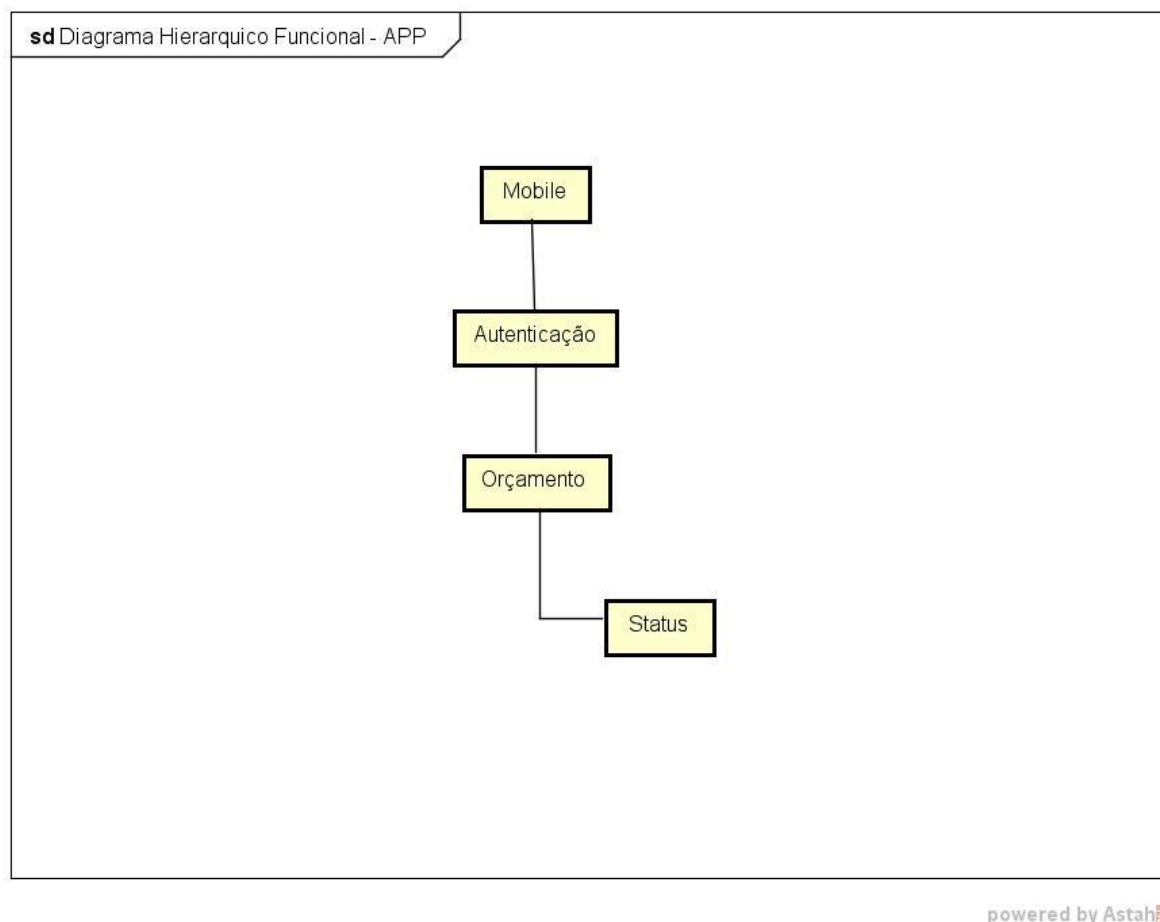 sd Diagrama Hierarquico Funcional - APP
Mobile
Autenticação
Orçamento
Status
powered by Astah